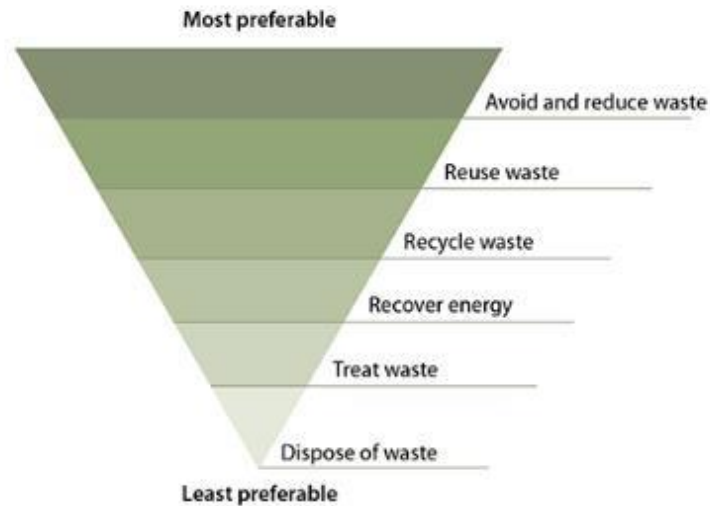 Most preferable
Avoid and reduce waste
Reuse waste
Recycle waste
Recover energy
Treat waste
Dispose of waste
Least preferable